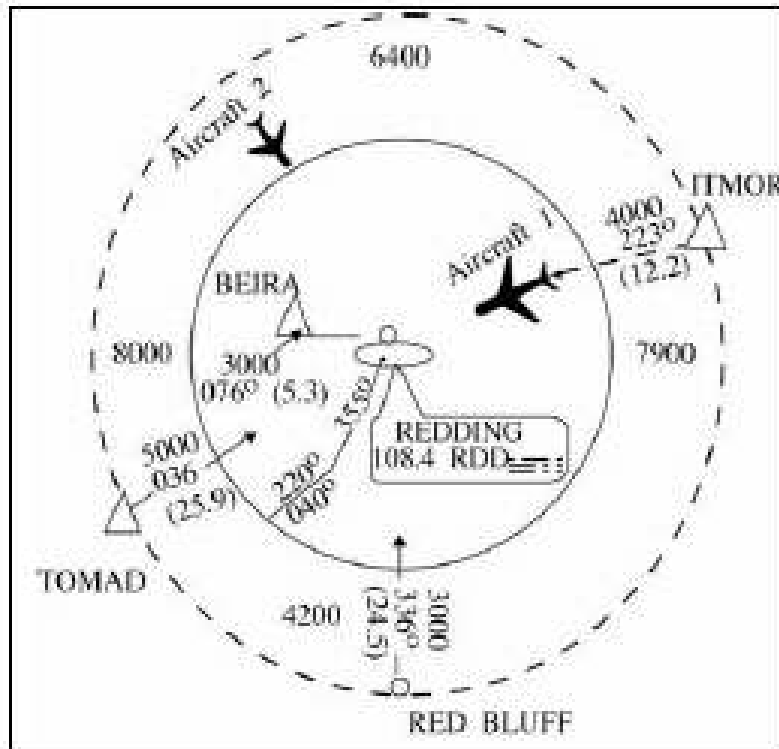 6400
Aircraft 2
ITMOR
4000
223°
(12.2)
Aircraft 1
BEIRA
8000
3000
076° (5.3)
7900
355°
REDDING
108.4 RDD
5000
036
(25.9)
220°
040°
TOMAD
4200
3000
336°
(24.5)
RED BLUFF